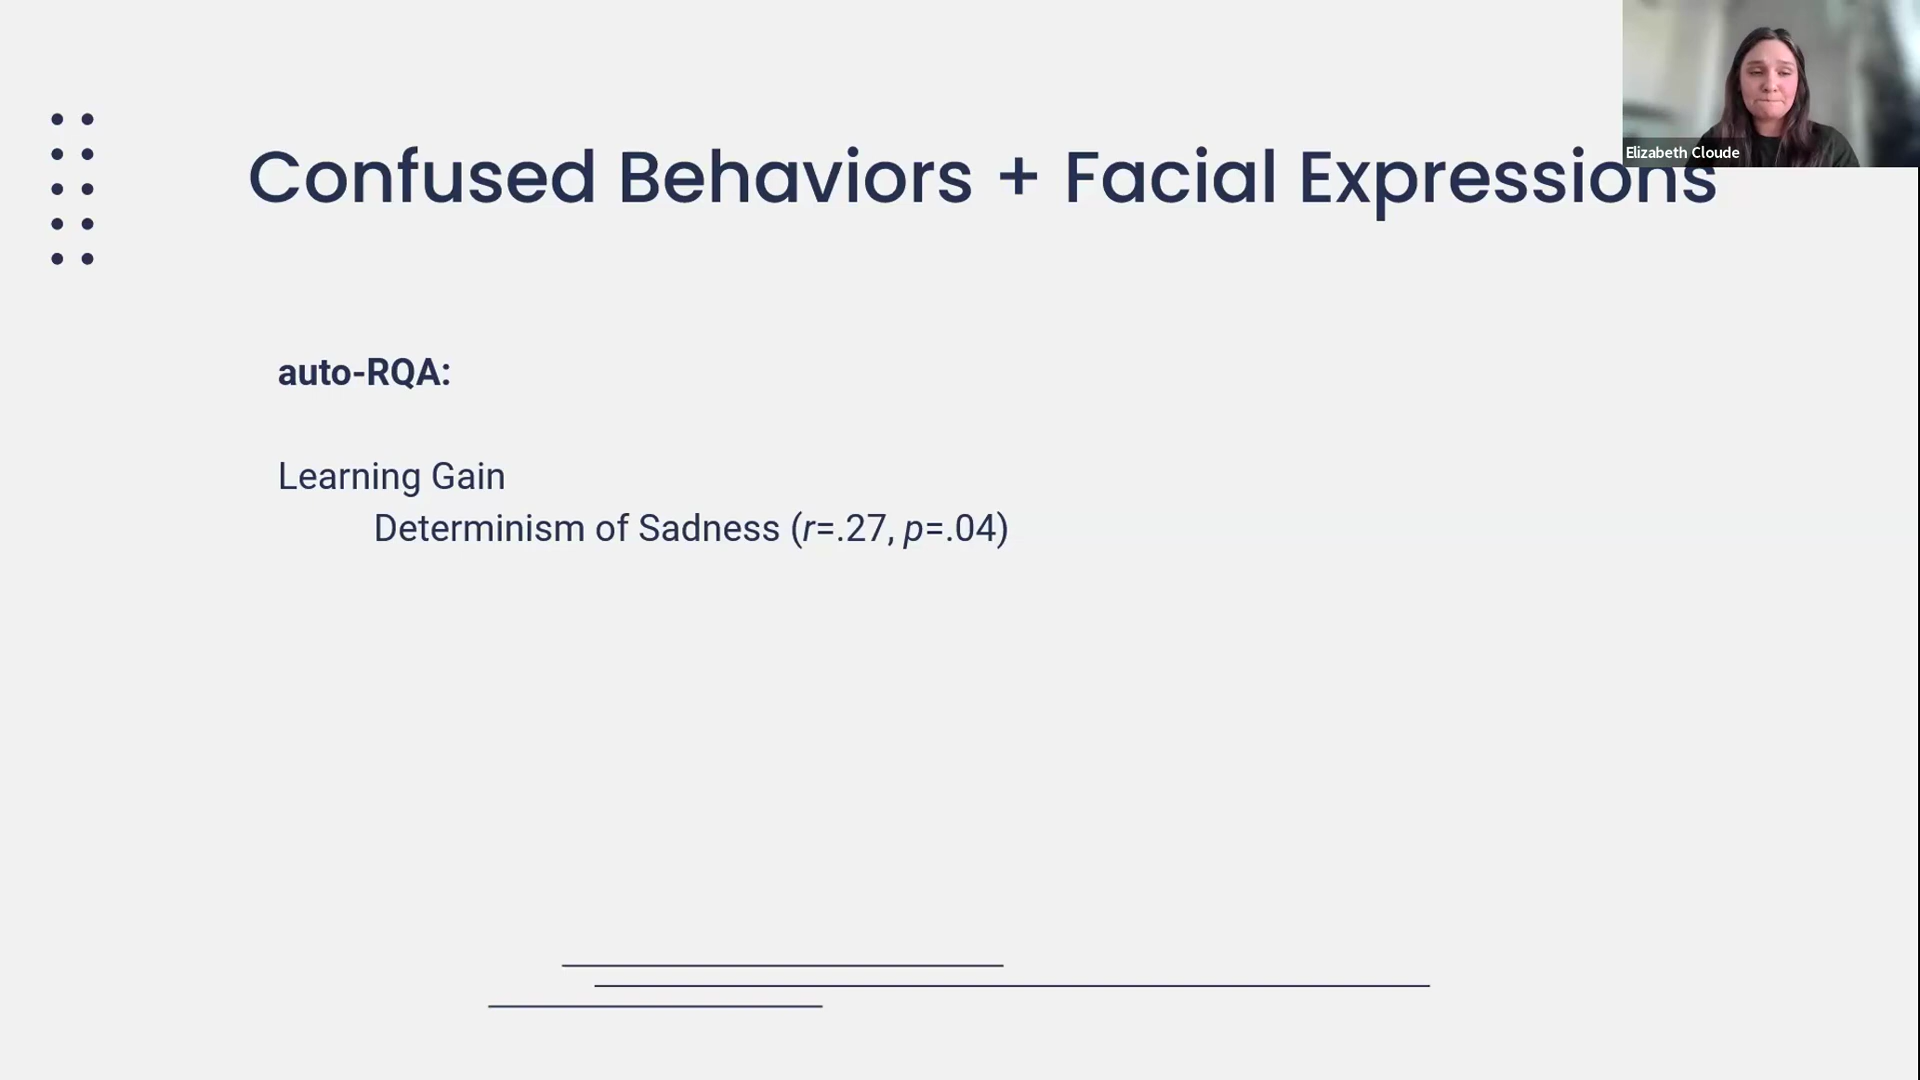 Elizabeth Cloude
Confused Behaviors + Facial Expressions
auto-RQA:
Learning Gain
Determinism of Sadness (r=.27, p=.04)